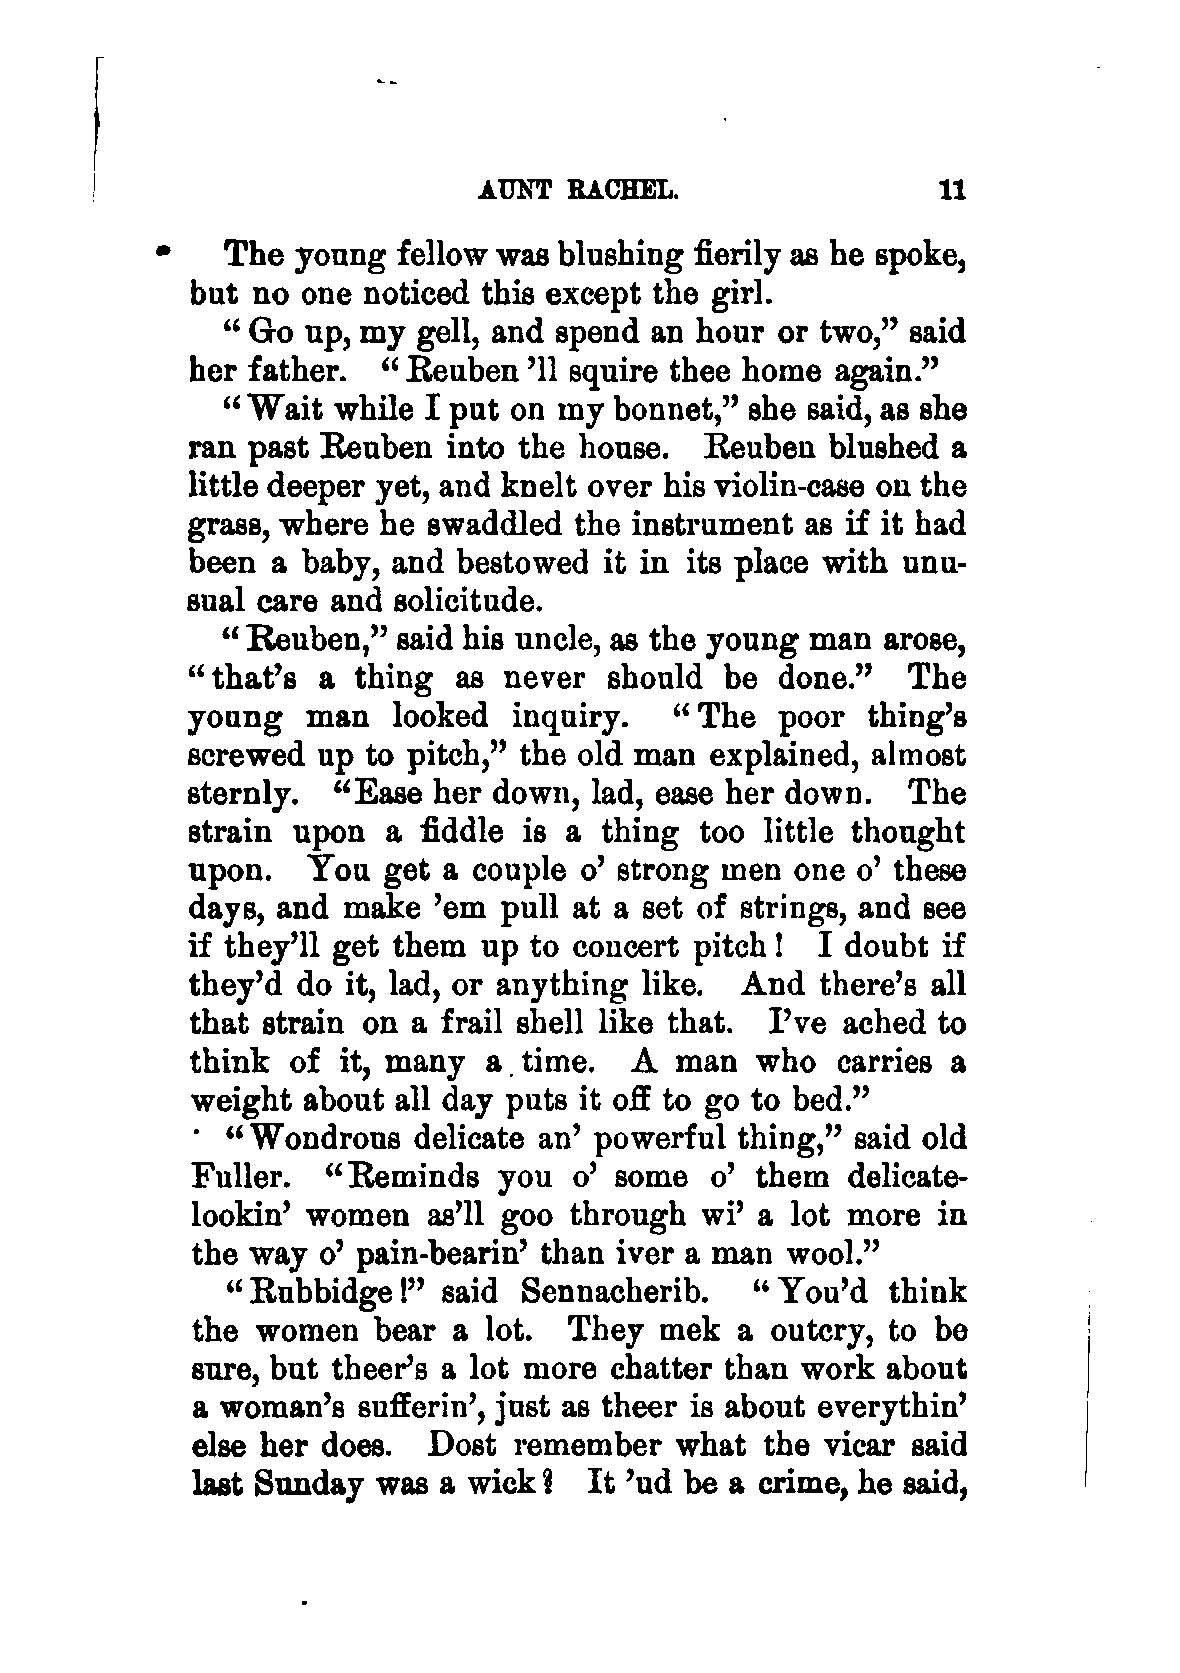 AUNT RACHEL. 11
The young fellow was blushing fierily as he spoke,
but no one noticed this except the girl.
“Go up, my gell, and spend an hour or two,” said
her father. “Reuben ’ll squire thee home again.”
“Wait while I put on my bonnet,” she said, as she
ran past Reuben into the house. Reuben blushed a
little deeper yet, and knelt over his violin-case on the
grass, where he swaddled the instrument as if it had
been a baby, and bestowed it in its place with unu-
sual care and solicitude.
“Reuben,” said his uncle, as the young man arose,
“that’s a thing as never should be done.” The
young man looked inquiry. “The poor thing’s
screwed up to pitch,” the old man explained, almost
sternly. “Ease her down, lad, ease her down. The
strain upon a fiddle is a thing too little thought
upon. You get a couple o’ strong men one o’ these
days, and make ’em pull at a set of strings, and see
if they’ll get them up to concert pitch! I doubt if
they’d do it, lad, or anything like. And there’s all
that strain on a frail shell like that. I’ve ached to
think of it, many a time. A man who carries a
weight about all day puts it off to go to bed.”
“Wondrous delicate an’ powerful thing,” said old
Fuller. “Reminds you o’ some o’ them delicate-
lookin’ women as’ll goo through wi’ a lot more in
the way o’ pain-bearin’ than iver a man wool.”
“Rubbidge!” said Sennacherib. “You’d think
the women bear a lot. They mek a outcry, to be
sure, but theer’s a lot more chatter than work about
a woman’s sufferin’, just as theer is about everythin’
else her does. Dost remember what the vicar said
last Sunday was a wick? It ’ud be a crime, he said,